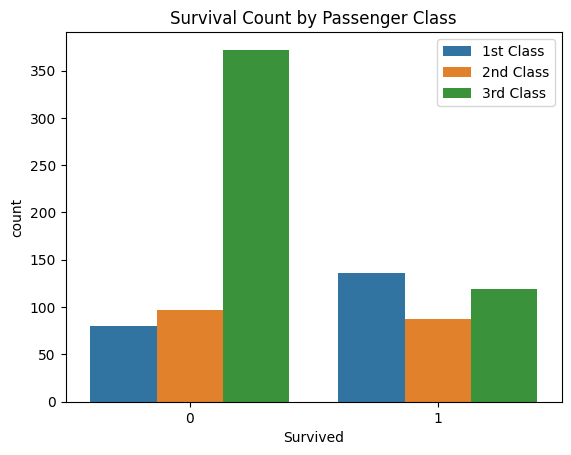 Survival Count by Passenger Class
1st Class
2nd Class
3rd Class
count
350
300
250
200
150
100
50
0
0
1
Survived